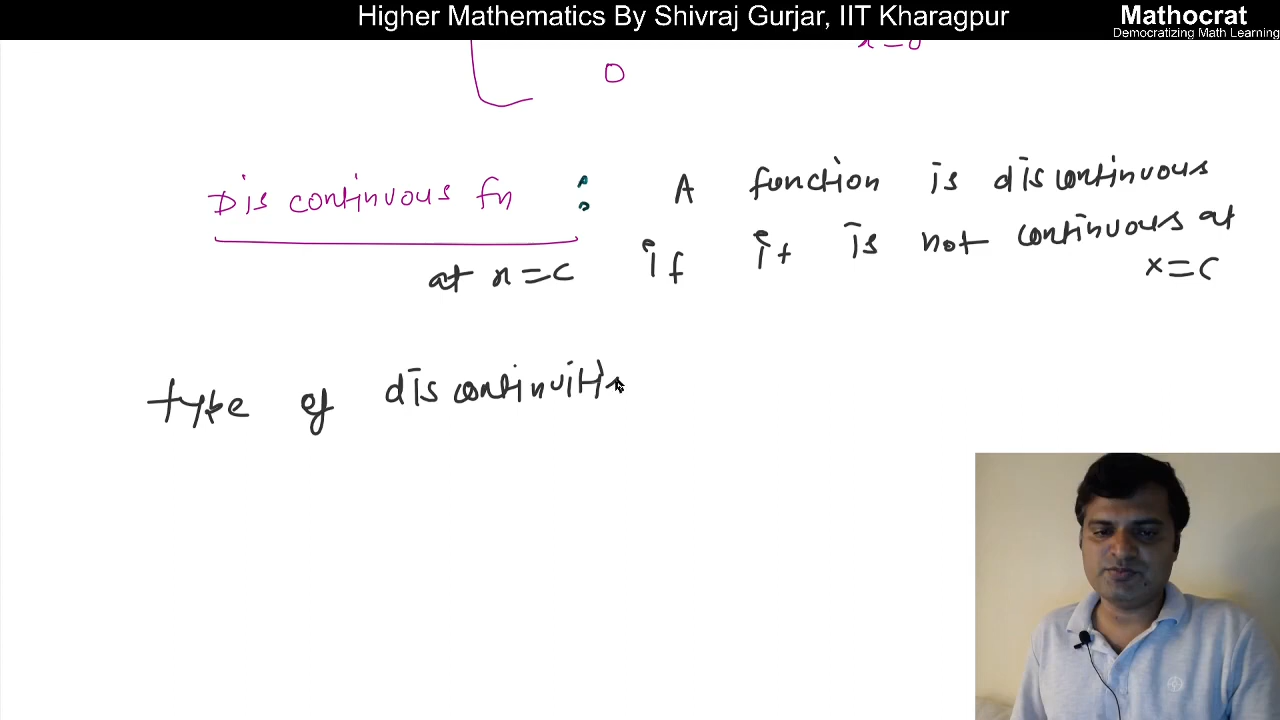 Higher Mathematics By Shivraj Gurjar, IIT Kharagpur
Mathocrat
Democratizing Math Learning
x=0
0
Discontinuous fn : A function is discontinuous
at x=c if it is not continuous at
x=c
type of discontinuity